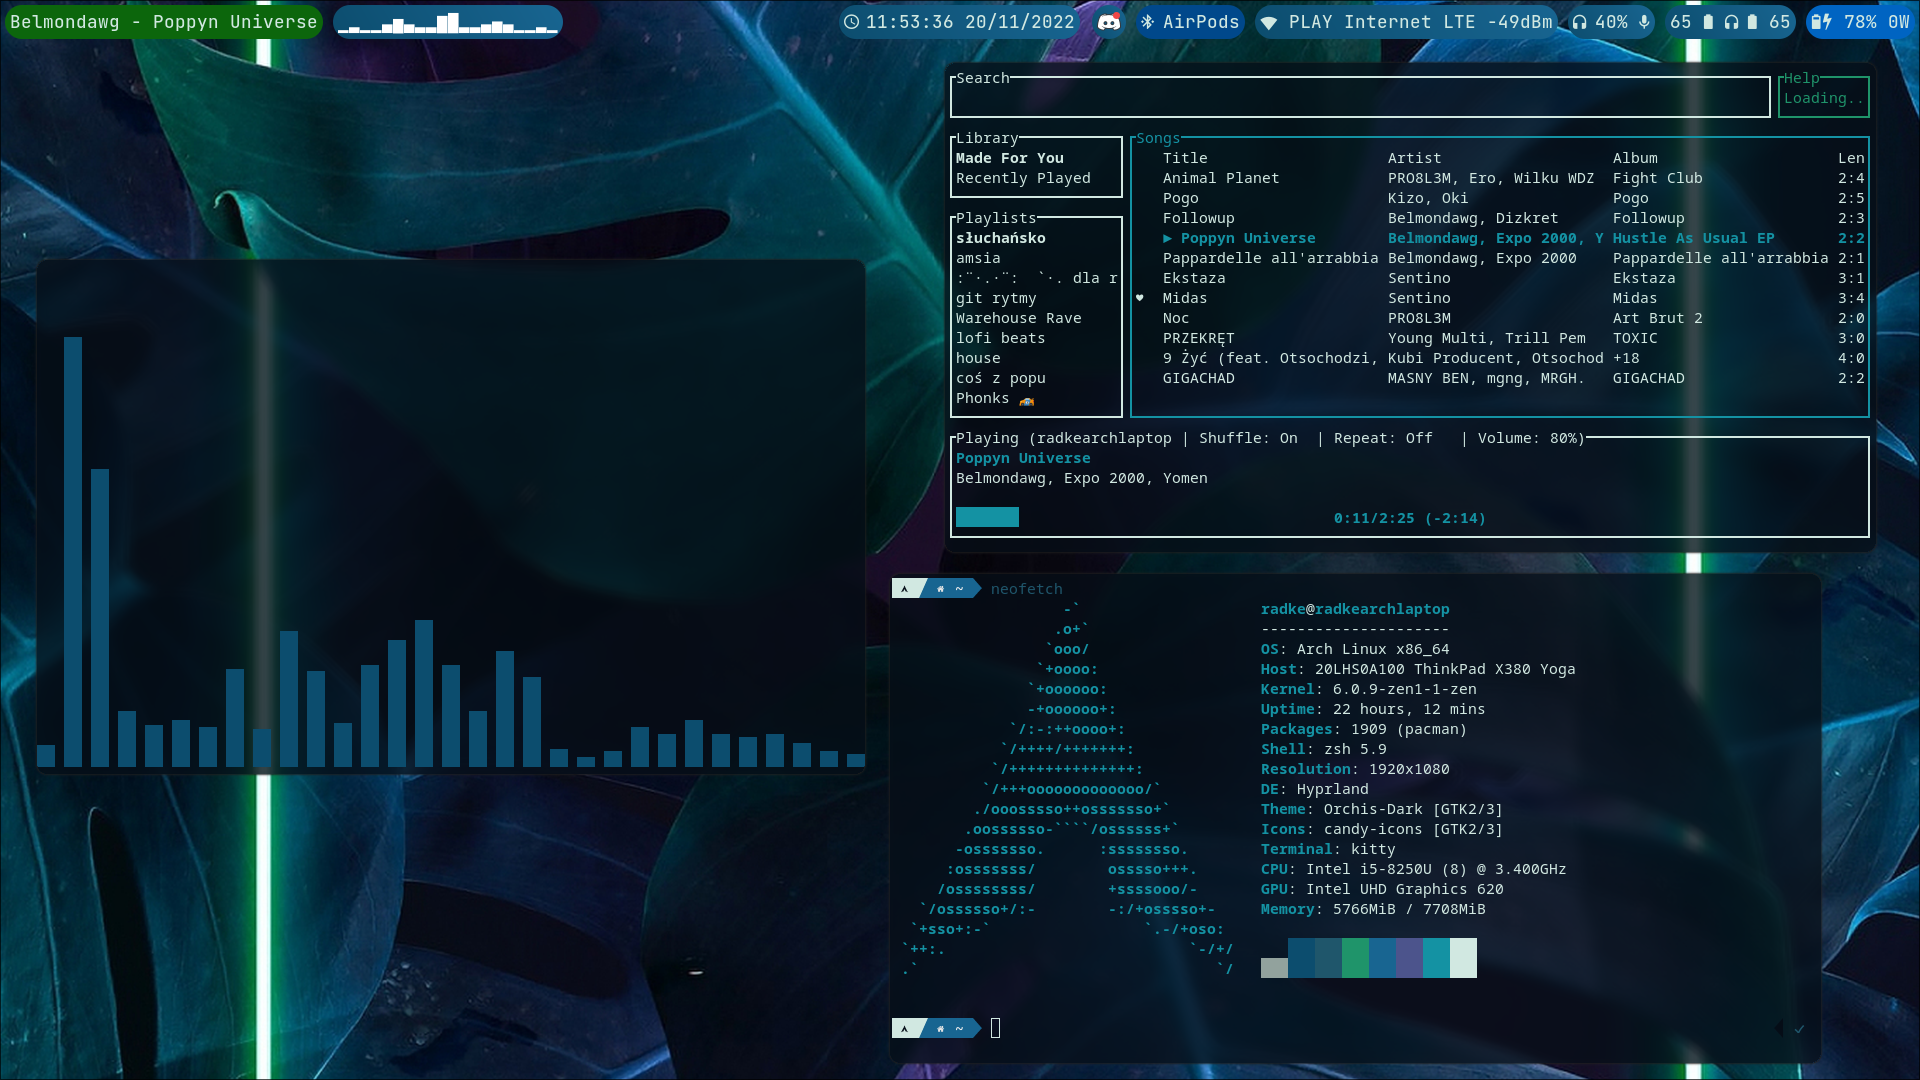 Belmondawg - Poppyn Universe
11:53:36 20/11/2022
AirPods
PLAY Internet LTE -49dBm
40%
65
65
78% 0W
Search
Help
Loading..
Library
Made For You
Recently Played
Playlists
słuchańsko
amsia
:¨·.·¨: `·. dla r
git rytmy
Warehouse Rave
lofi beats
house
coś z popu
Phonks
Songs
Title Artist Album Len
Animal Planet PRO8L3M, Ero, Wilku WDZ Fight Club 2:4
Pogo Kizo, Oki Pogo 2:5
Followup Belmondawg, Dizkret Followup 2:3
▶ Poppyn Universe Belmondawg, Expo 2000, Y Hustle As Usual EP 2:2
Pappardelle all'arrabbia Belmondawg, Expo 2000 Pappardelle all'arrabbia 2:1
Ekstaza Sentino Ekstaza 3:1
♥ Midas Sentino Midas 3:4
Noc PRO8L3M Art Brut 2 2:0
PRZEKRĘT Young Multi, Trill Pem TOXIC 3:0
9 Żyć (feat. Otsochodzi, Kubi Producent, Otsochod +18 4:0
GIGACHAD MASNY BEN, mgng, MRGH. GIGACHAD 2:2
Playing (radkearchlaptop | Shuffle: On | Repeat: Off | Volume: 80%)
Poppyn Universe
Belmondawg, Expo 2000, Yomen
0:11/2:25 (-2:14)
~ neofetch
radke@radkearchlaptop
---------------------
OS: Arch Linux x86_64
Host: 20LHS0A100 ThinkPad X380 Yoga
Kernel: 6.0.9-zen1-1-zen
Uptime: 22 hours, 12 mins
Packages: 1909 (pacman)
Shell: zsh 5.9
Resolution: 1920x1080
DE: Hyprland
Theme: Orchis-Dark [GTK2/3]
Icons: candy-icons [GTK2/3]
Terminal: kitty
CPU: Intel i5-8250U (8) @ 3.400GHz
GPU: Intel UHD Graphics 620
Memory: 5766MiB / 7708MiB
~